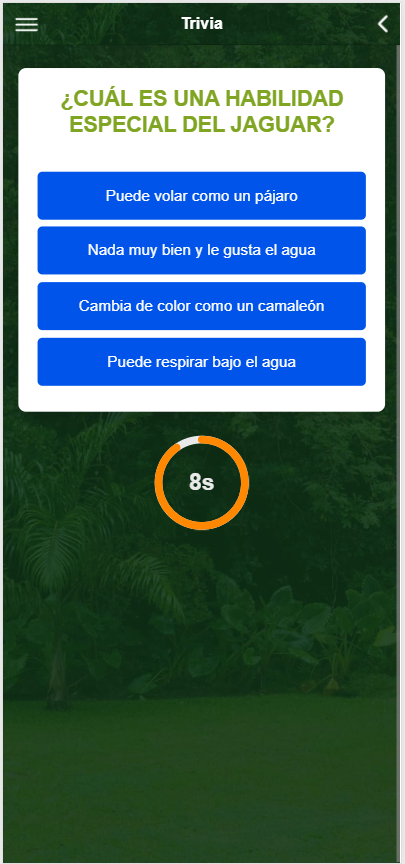 Trivia
¿CUÁL ES UNA HABILIDAD
ESPECIAL DEL JAGUAR?
Puede volar como un pájaro
Nada muy bien y le gusta el agua
Cambia de color como un camaleón
Puede respirar bajo el agua
8s